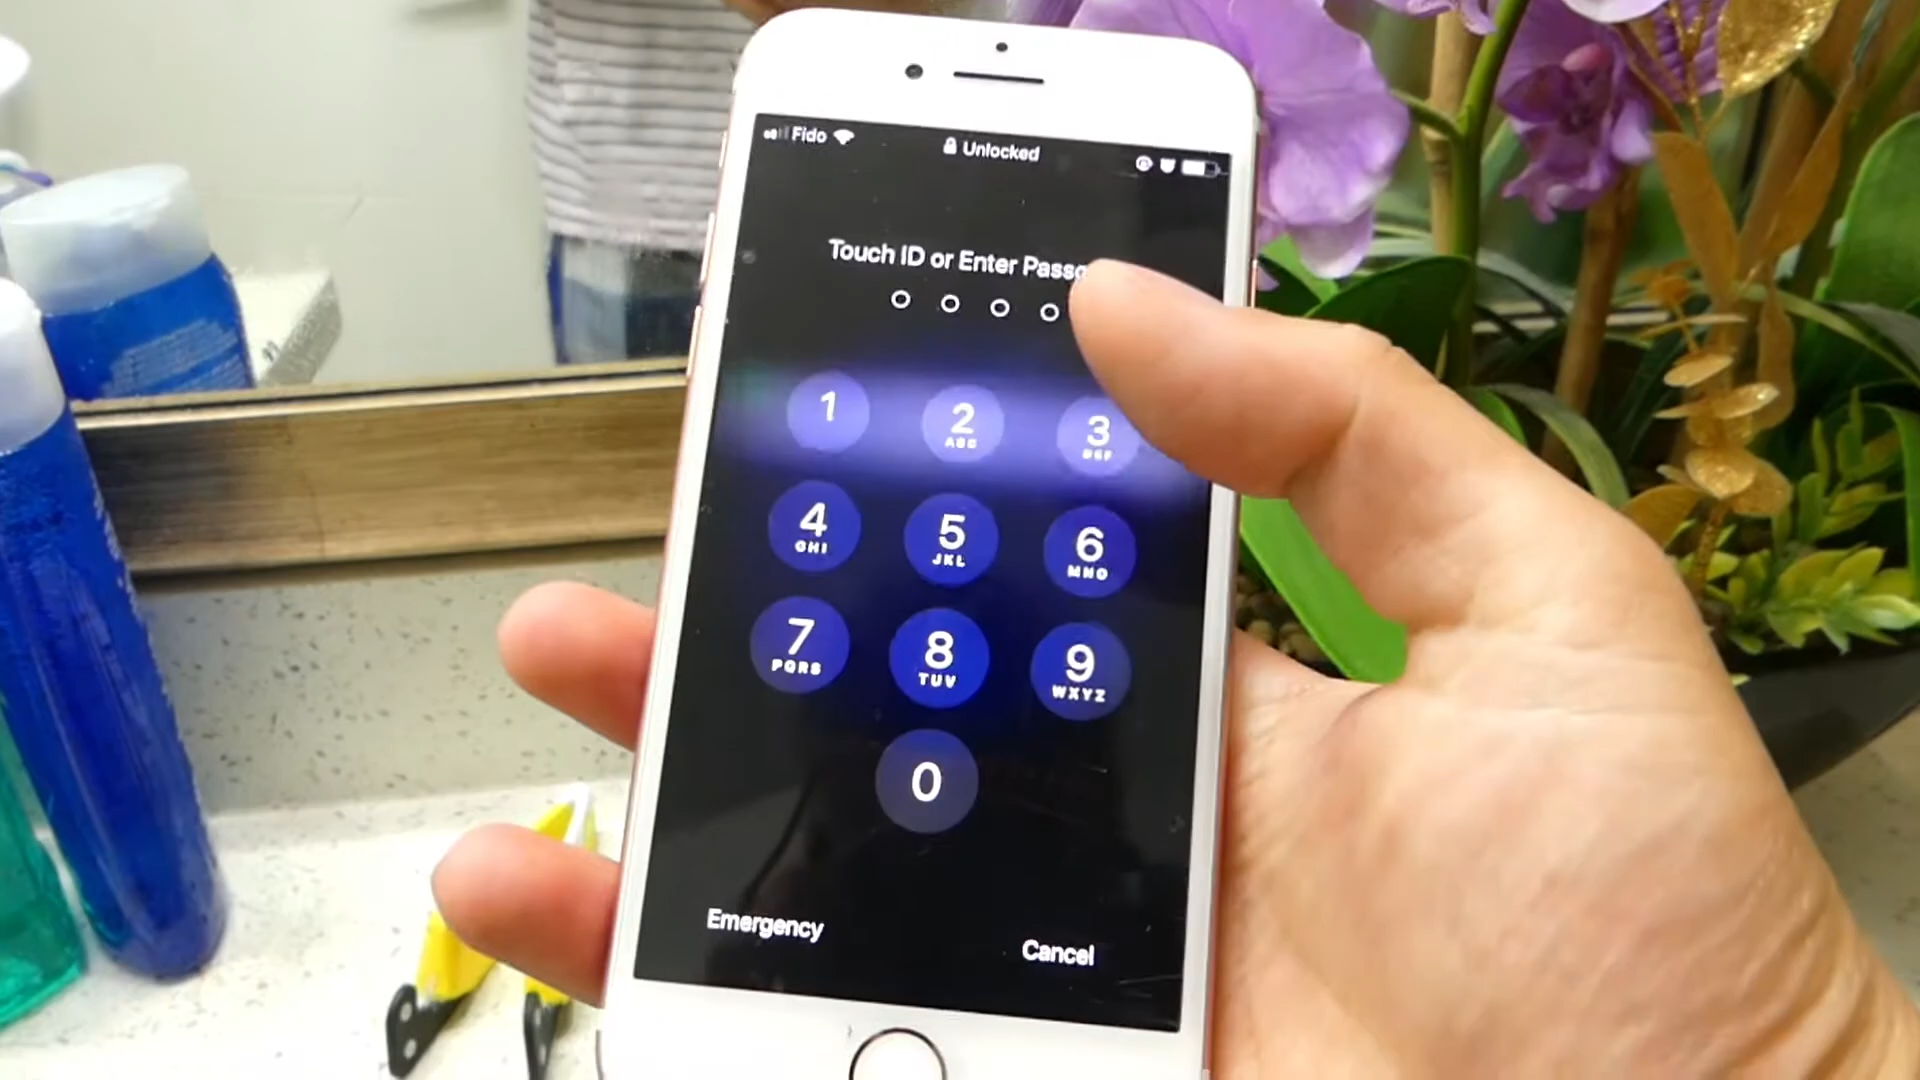 Fido
Unlocked
Touch ID or Enter
1
2
ABC
3
DEF
4
GHI
5
JKL
6
MNO
7
PQRS
8
TUV
9
WXYZ
0
Emergency
Cancel